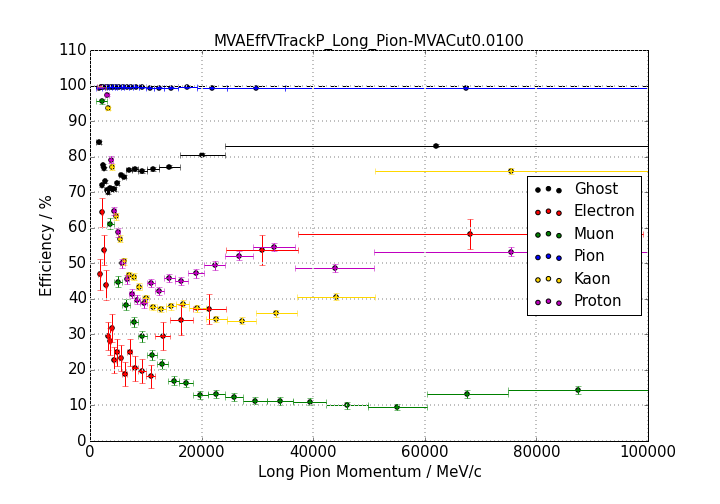 MVAEffVTrackP_Long_Pion-MVACut0.0100
110
100
90
80
70
60
50
40
30
20
10
0
Efficiency / %
Ghost
Electron
Muon
Pion
Kaon
Proton
0 20000 40000 60000 80000 100000
Long Pion Momentum / MeV/c